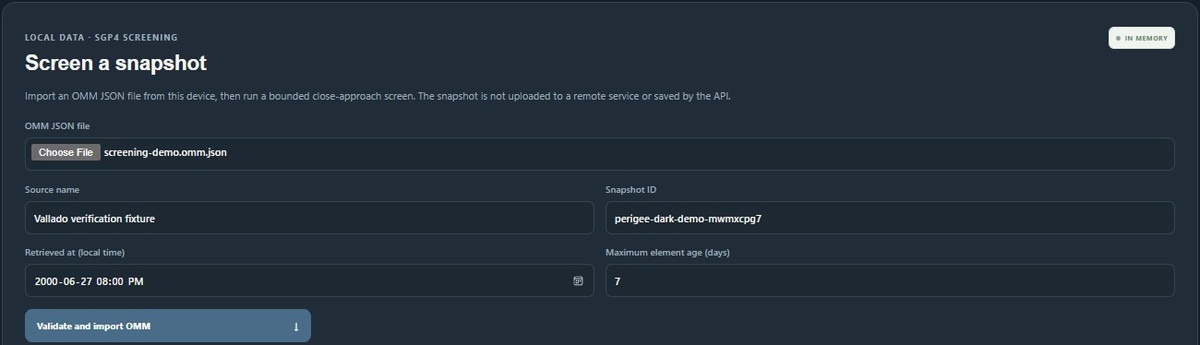 LOCAL DATA · SGP4 SCREENING
IN MEMORY
Screen a snapshot
Import an OMM JSON file from this device, then run a bounded close-approach screen. The snapshot is not uploaded to a remote service or saved by the API.
OMM JSON file
Choose File screening-demo.omm.json
Source name
Snapshot ID
Vallado verification fixture
perigee-dark-demo-mwmxcpg7
Retrieved at (local time)
Maximum element age (days)
2000-06-27 08:00 PM
7
Validate and import OMM ↓